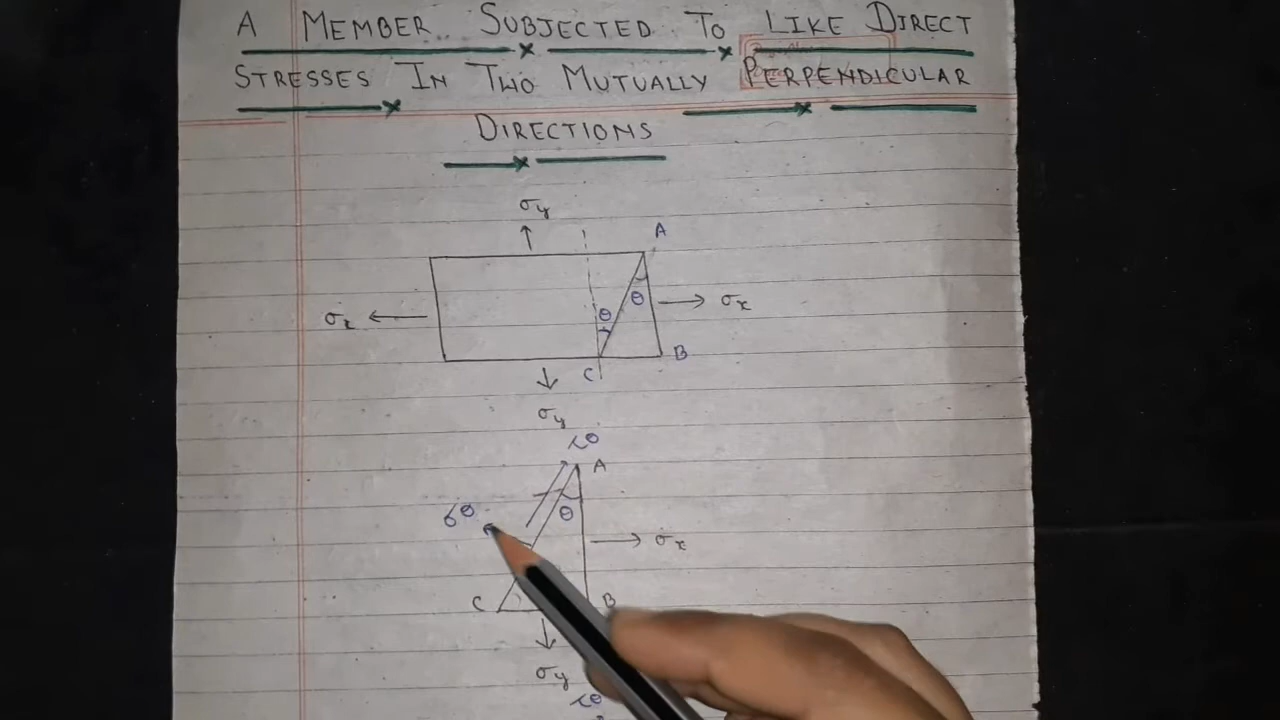 A MEMBER SUBJECTED TO LIKE DIRECT
STRESSES IN TWO MUTUALLY PERPENDICULAR
DIRECTIONS
σy
A
θ
θ
σx
σx
B
C
σy
τθ
A
σθ
θ
σx
C
B
σy
τθ